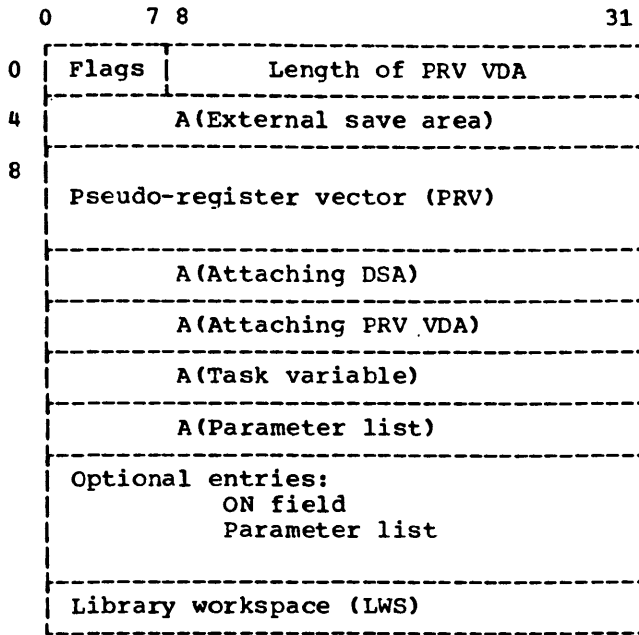 0 7 8 31
0 Flags Length of PRV VDA
4 A(External save area)
8
Pseudo-register vector (PRV)
A(Attaching DSA)
A(Attaching PRV VDA)
A(Task variable)
A(Parameter list)
Optional entries:
ON field
Parameter list
Library workspace (LWS)